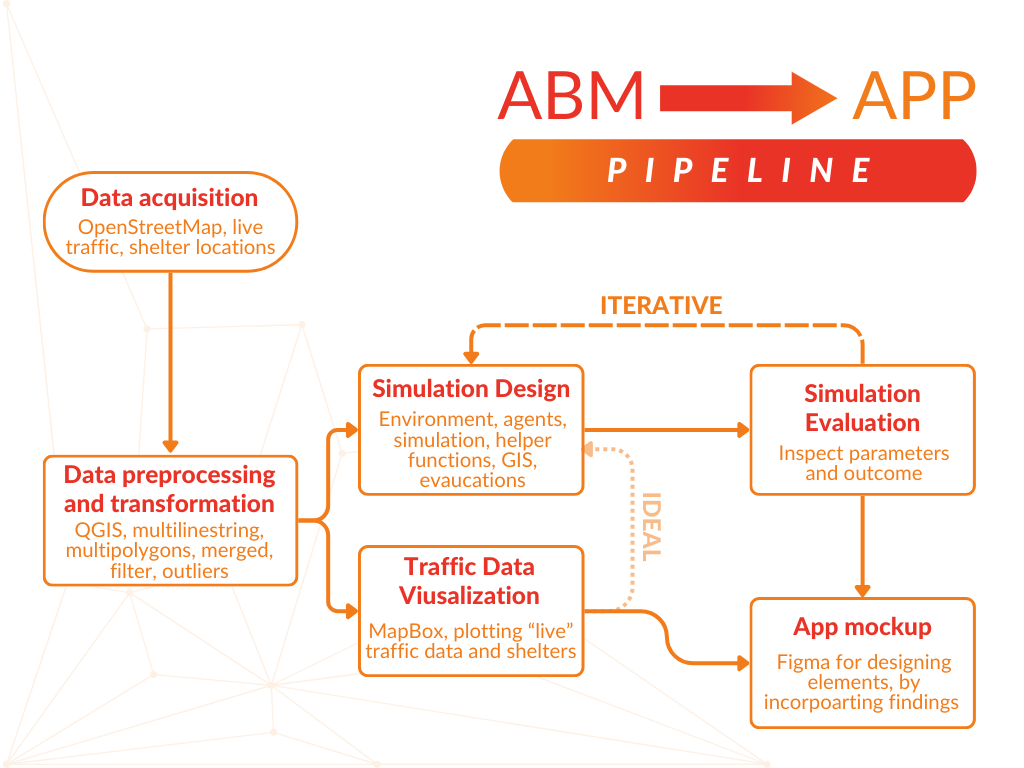 ABM APP
PIPELINE
Data acquisition
OpenStreetMap, live
traffic, shelter locations
ITERATIVE
Simulation Design
Environment, agents,
simulation, helper
functions, GIS,
evaucations
Simulation
Evaluation
Inspect parameters
and outcome
Data preprocessing
and transformation
QGIS, multilinestring,
multipolygons, merged,
filter, outliers
IDEAL
Traffic Data
Viusalization
MapBox, plotting “live”
traffic data and shelters
App mockup
Figma for designing
elements, by
incorpoarting findings